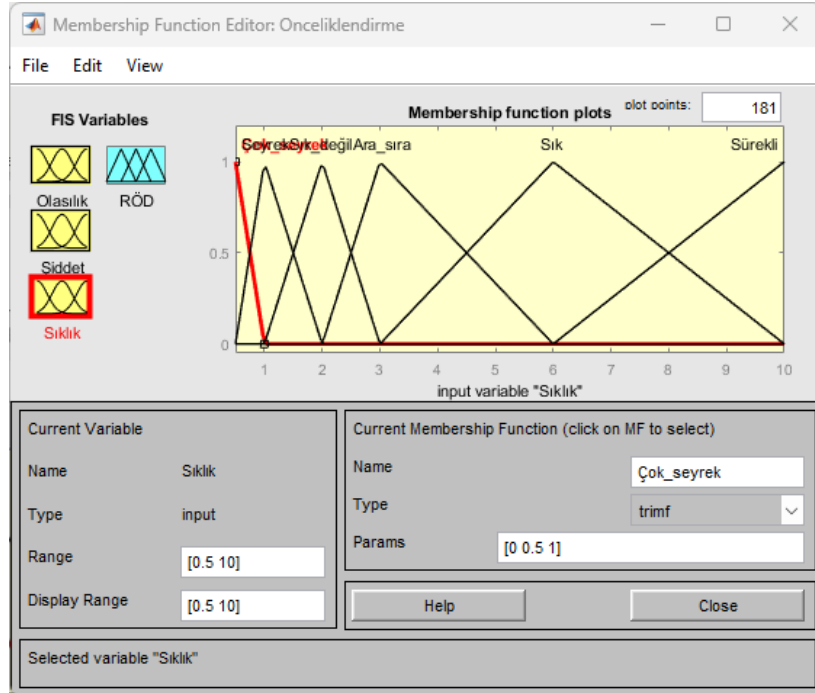 Membership Function Editor: Onceliklendirme
File Edit View
FIS Variables
Olasılık RÖD
Siddet
Sıklık
Membership function plots
plot points: 181
Çok_seyrek Seyrek Sık_değil Ara_sıra Sık Sürekli
1
0.5
0
1 2 3 4 5 6 7 8 9 10
input variable "Sıklık"
Current Variable
Name Sıklık
Type input
Range [0.5 10]
Display Range [0.5 10]
Current Membership Function (click on MF to select)
Name Çok_seyrek
Type trimf
Params [0 0.5 1]
Help Close
Selected variable "Sıklık"